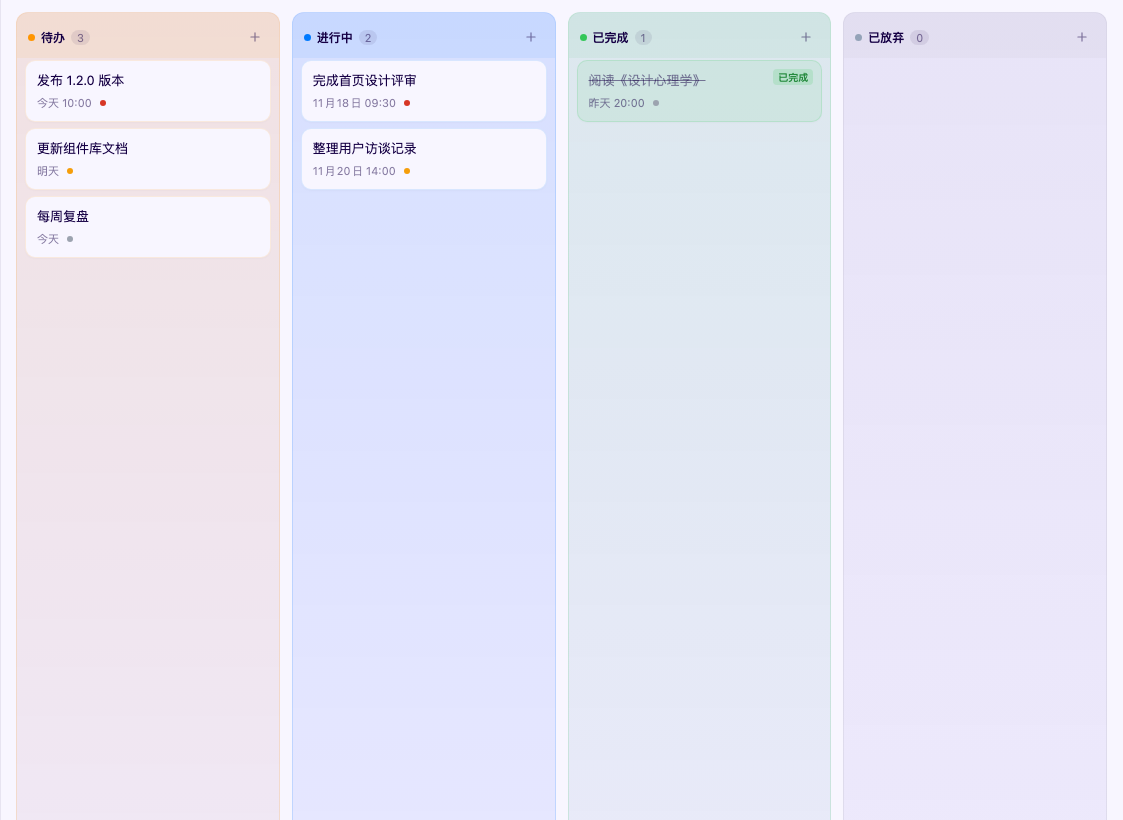 待办 3 +
发布 1.2.0 版本
今天 10:00
更新组件库文档
明天
每周复盘
今天
进行中 2 +
完成首页设计评审
11月18日 09:30
整理用户访谈记录
11月20日 14:00
已完成 1 +
阅读《设计心理学》 已完成
昨天 20:00
已放弃 0 +